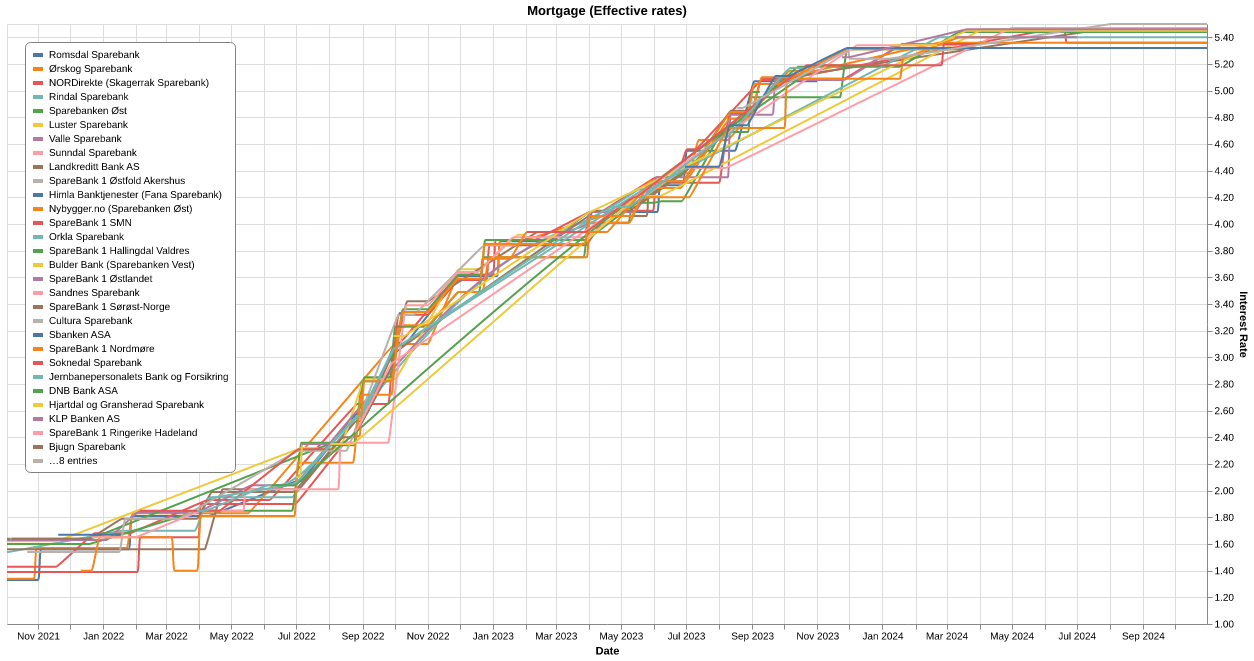 Mortgage (Effective rates)
Romsdal Sparebank
Ørskog Sparebank
NORDirekte (Skagerrak Sparebank)
Rindal Sparebank
Sparebanken Øst
Luster Sparebank
Valle Sparebank
Sunndal Sparebank
Landkreditt Bank AS
SpareBank 1 Østfold Akershus
Himla Banktjenester (Fana Sparebank)
Nybygger.no (Sparebanken Øst)
SpareBank 1 SMN
Orkla Sparebank
SpareBank 1 Hallingdal Valdres
Bulder Bank (Sparebanken Vest)
SpareBank 1 Østlandet
Sandnes Sparebank
SpareBank 1 Sørøst-Norge
Cultura Sparebank
Sbanken ASA
SpareBank 1 Nordmøre
Soknedal Sparebank
Jernbanepersonalets Bank og Forsikring
DNB Bank ASA
Hjartdal og Gransherad Sparebank
KLP Banken AS
SpareBank 1 Ringerike Hadeland
Bjugn Sparebank
…8 entries
5.40
5.20
5.00
4.80
4.60
4.40
4.20
4.00
3.80
3.60
3.40
3.20
3.00
2.80
2.60
2.40
2.20
2.00
1.80
1.60
1.40
1.20
1.00
Interest Rate
Nov 2021 Jan 2022 Mar 2022 May 2022 Jul 2022 Sep 2022 Nov 2022 Jan 2023 Mar 2023 May 2023 Jul 2023 Sep 2023 Nov 2023 Jan 2024 Mar 2024 May 2024 Jul 2024 Sep 2024
Date